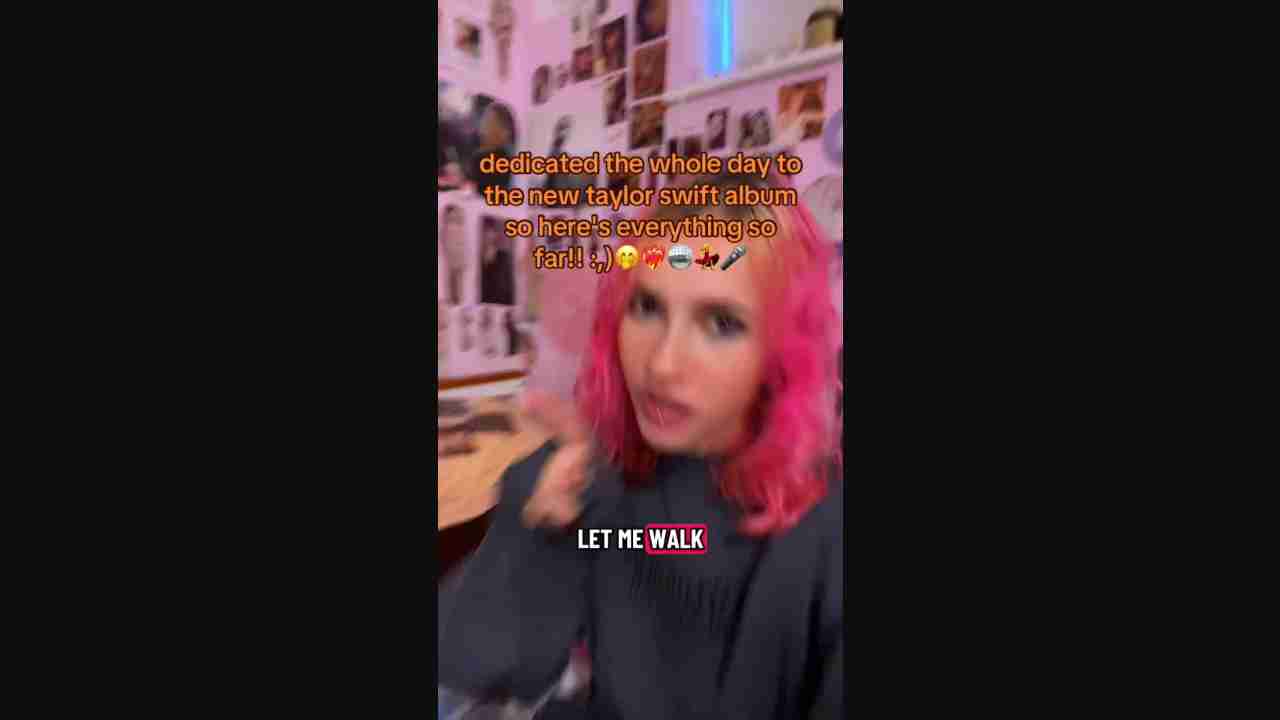 dedicated the whole day to
the new taylor swift album
so here's everything so
far!! :,)🤭❤️‍🔥🪩💃🎤
LET ME WALK